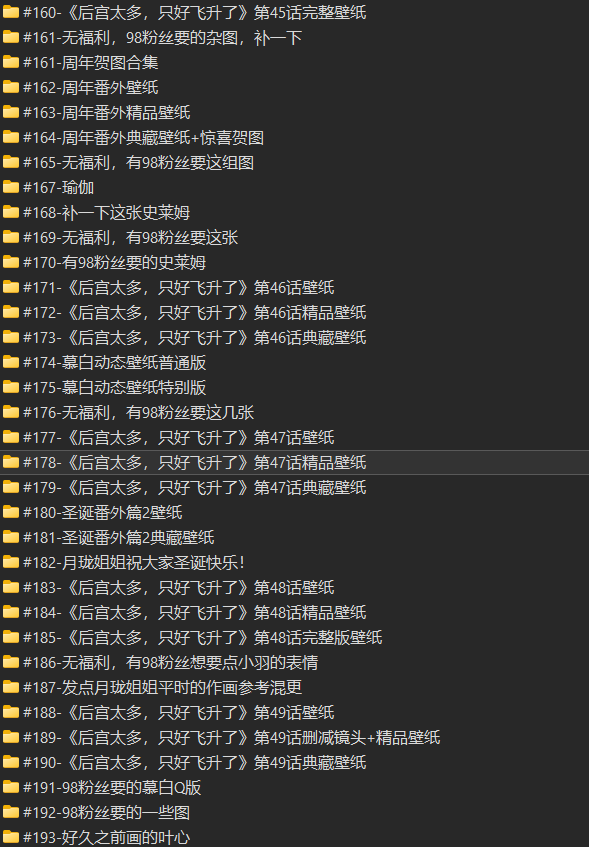 #160-《后宫太多，只好飞升了》第45话完整壁纸
#161-无福利，98粉丝要的杂图，补一下
#161-周年贺图合集
#162-周年番外壁纸
#163-周年番外精品壁纸
#164-周年番外典藏壁纸+惊喜贺图
#165-无福利，有98粉丝要这组图
#167-瑜伽
#168-补一下这张史莱姆
#169-无福利，有98粉丝要这张
#170-有98粉丝要的史莱姆
#171-《后宫太多，只好飞升了》第46话壁纸
#172-《后宫太多，只好飞升了》第46话精品壁纸
#173-《后宫太多，只好飞升了》第46话典藏壁纸
#174-慕白动态壁纸普通版
#175-慕白动态壁纸特别版
#176-无福利，有98粉丝要这几张
#177-《后宫太多，只好飞升了》第47话壁纸
#178-《后宫太多，只好飞升了》第47话精品壁纸
#179-《后宫太多，只好飞升了》第47话典藏壁纸
#180-圣诞番外篇2壁纸
#181-圣诞番外篇2典藏壁纸
#182-月珑姐姐祝大家圣诞快乐！
#183-《后宫太多，只好飞升了》第48话壁纸
#184-《后宫太多，只好飞升了》第48话精品壁纸
#185-《后宫太多，只好飞升了》第48话完整版壁纸
#186-无福利，有98粉丝想要点小羽的表情
#187-发点月珑姐姐平时的作画参考混更
#188-《后宫太多，只好飞升了》第49话壁纸
#189-《后宫太多，只好飞升了》第49话删减镜头+精品壁纸
#190-《后宫太多，只好飞升了》第49话典藏壁纸
#191-98粉丝要的慕白Q版
#192-98粉丝要的一些图
#193-好久之前画的叶心